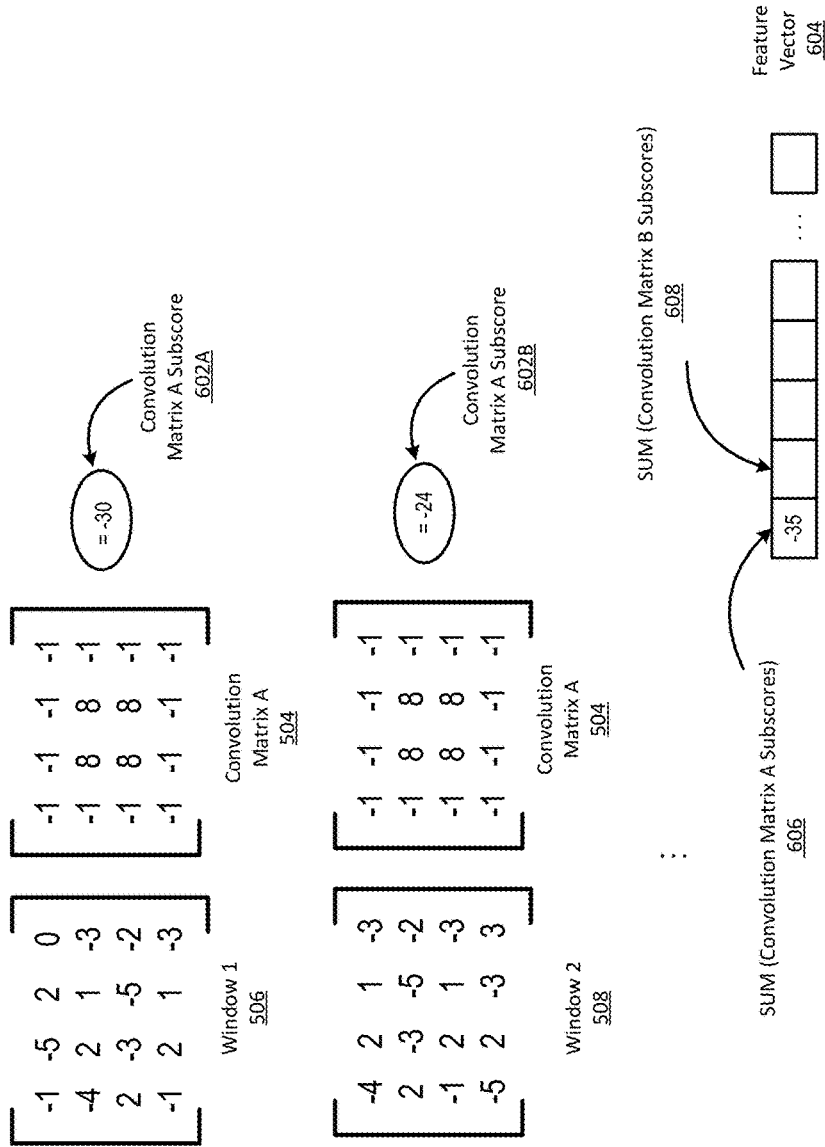 -1 -5 2 0
-4 2 1 -3
2 -3 -5 -2
-1 2 1 -3
Window 1
506
-1 -1 -1 -1
-1 8 8 -1
-1 8 8 -1
-1 -1 -1 -1
Convolution
Matrix A
504
= -30
Convolution
Matrix A Subscore
602A
-4 2 1 -3
2 -3 -5 -2
-1 2 1 -3
-5 2 -3 3
Window 2
508
-1 -1 -1 -1
-1 8 8 -1
-1 8 8 -1
-1 -1 -1 -1
Convolution
Matrix A
504
= -24
Convolution
Matrix A Subscore
602B
...
SUM (Convolution Matrix A Subscores)
606
SUM (Convolution Matrix B Subscores)
608
-35
...
Feature
Vector
604